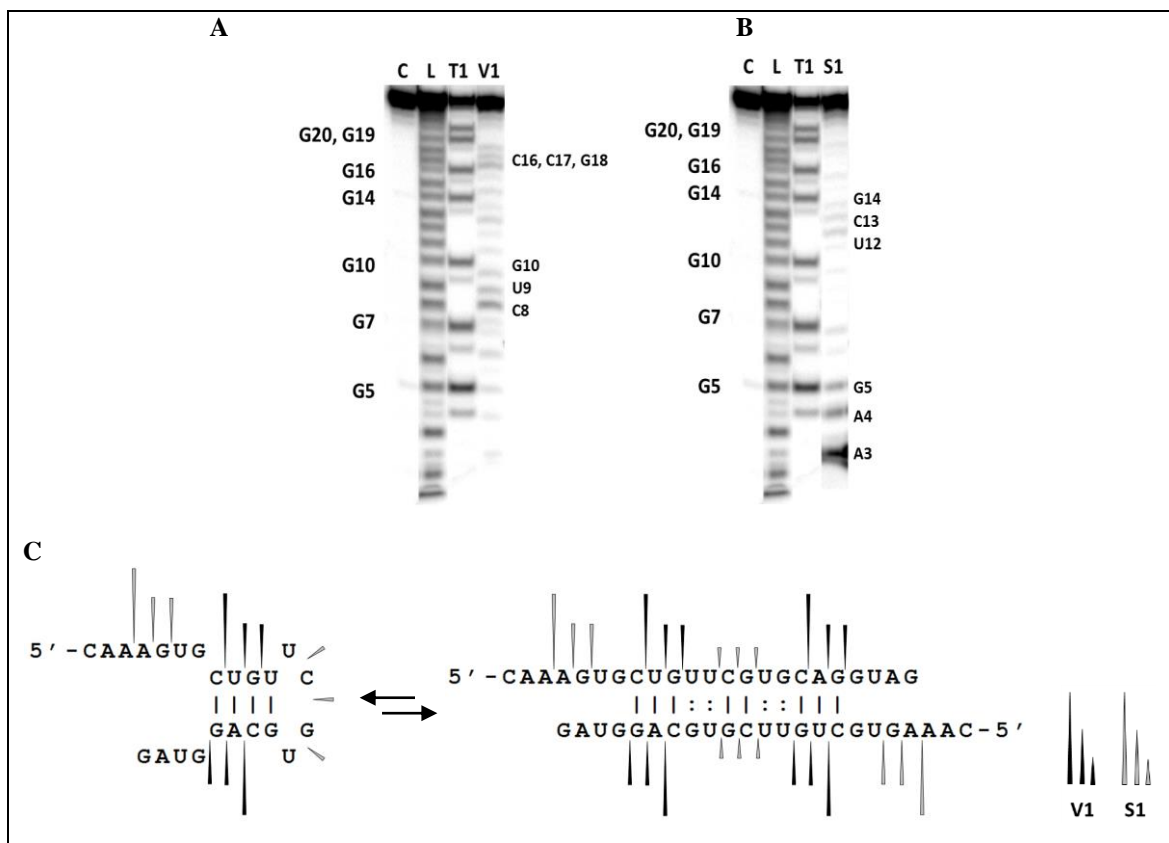 A
B
C L T1 V1
C L T1 S1
G20, G19
G16
G14
G10
G7
G5
C16, C17, G18
G10
U9
C8
G20, G19
G16
G14
G10
G7
G5
G14
C13
U12
G5
A4
A3
C
5′-CAAAGUG U
CUGU C
GACG G
GAUG U
5′-CAAAGUGCUGUUCGUGCAGGUAG
GAUGGACGUGCUUGUCGUGAAAC-5′
V1 S1